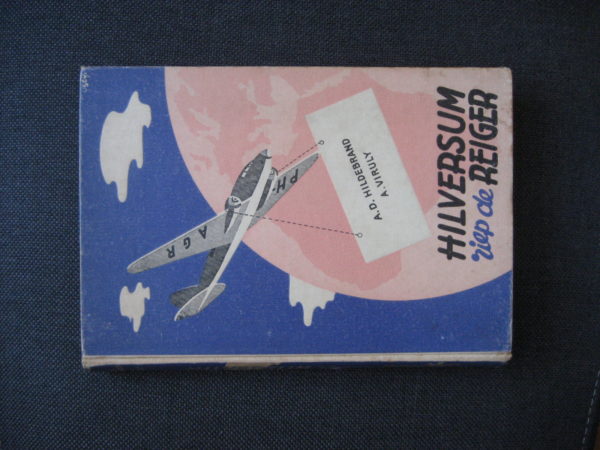 HILVERSUM
riep de
REIGER
A.D. HILDEBRAND
A. VIRULY
PH-
AGR